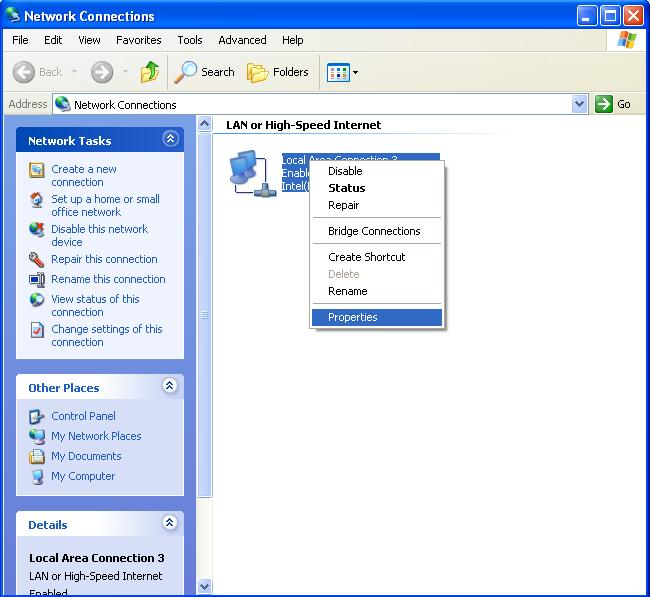 Network Connections
File Edit View Favorites Tools Advanced Help
Back Search Folders
Address Network Connections Go
Network Tasks
Create a new
connection
Set up a home or small
office network
Disable this network
device
Repair this connection
Rename this connection
View status of this
connection
Change settings of this
connection
Other Places
Control Panel
My Network Places
My Documents
My Computer
Details
Local Area Connection 3
LAN or High-Speed Internet
Enabled
LAN or High-Speed Internet
Local Area Connection 3
Disable
Status
Repair
Bridge Connections
Create Shortcut
Delete
Rename
Properties